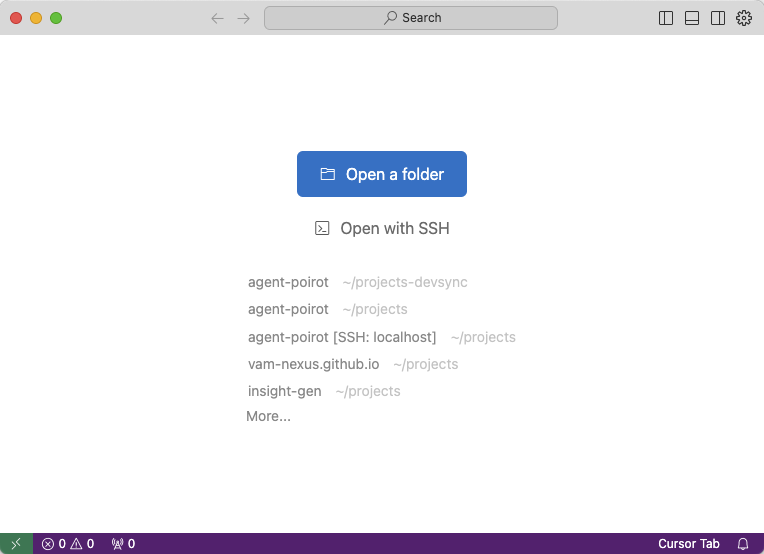 Search
Open a folder
Open with SSH
agent-poirot ~/projects-devsync
agent-poirot ~/projects
agent-poirot [SSH: localhost] ~/projects
vam-nexus.github.io ~/projects
insight-gen ~/projects
More...
0 0 0 Cursor Tab